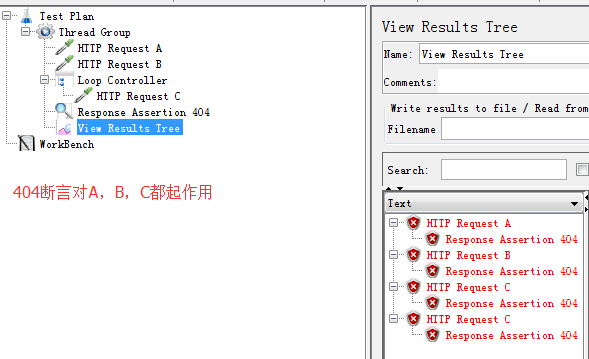 Test Plan
Thread Group
HTTP Request A
HTTP Request B
Loop Controller
HTTP Request C
Response Assertion 404
View Results Tree
WorkBench
404断言对A，B，C都起作用
View Results Tree
Name: View Results Tree
Comments:
Write results to file / Read from
Filename
Search:
Text
HTTP Request A
Response Assertion 404
HTTP Request B
Response Assertion 404
HTTP Request C
Response Assertion 404
HTTP Request C
Response Assertion 404